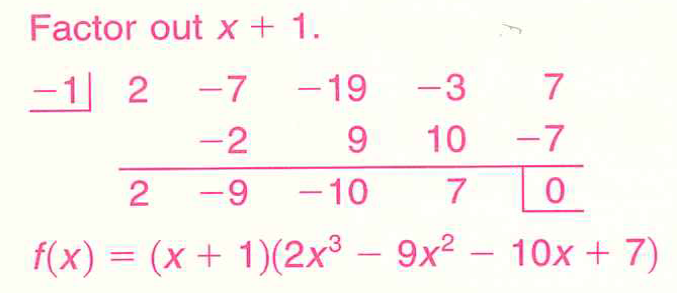 Factor out x + 1.
−1| 2 −7 −19 −3 7
−2 9 10 −7
2 −9 −10 7 0
f(x) = (x + 1)(2x³ − 9x² − 10x + 7)